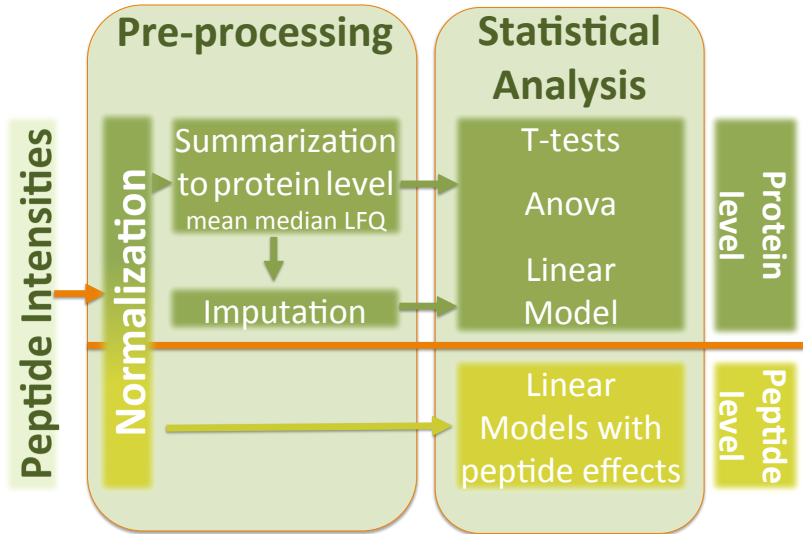 Pre-processing
Statistical
Analysis
Peptide Intensities
Normalization
Summarization
to protein level
mean median LFQ
Imputation
T-tests
Anova
Linear
Model
Protein
level
Linear
Models with
peptide effects
Peptide
level